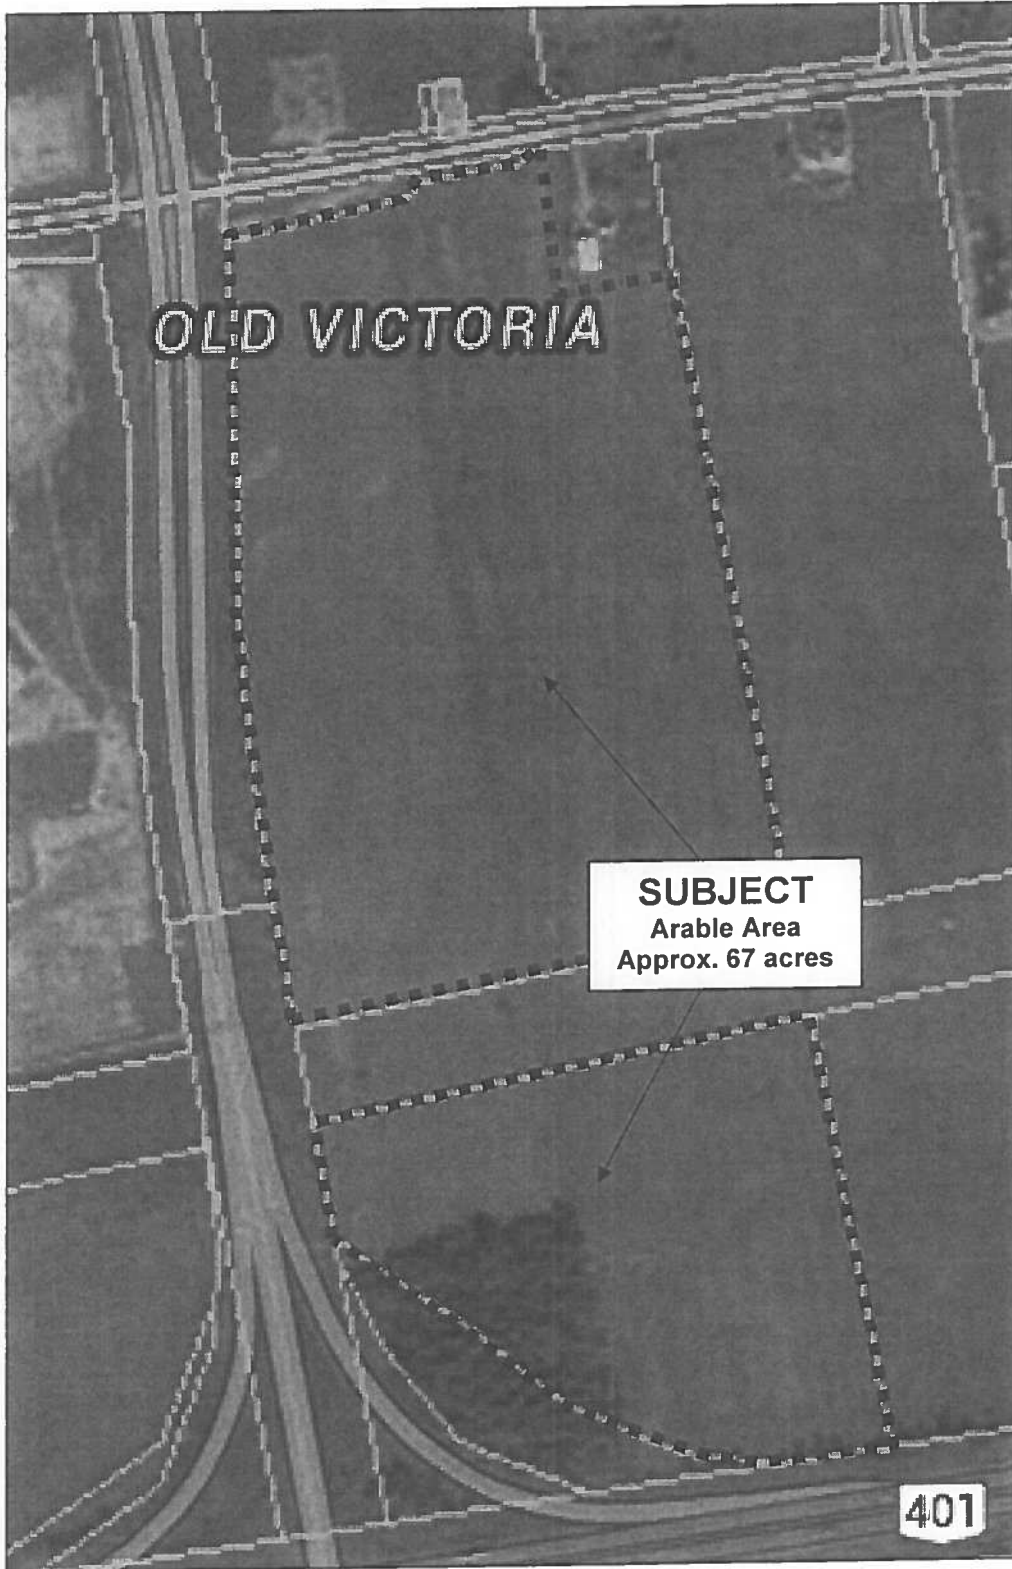 OLD VICTORIA
SUBJECT
Arable Area
Approx. 67 acres
401